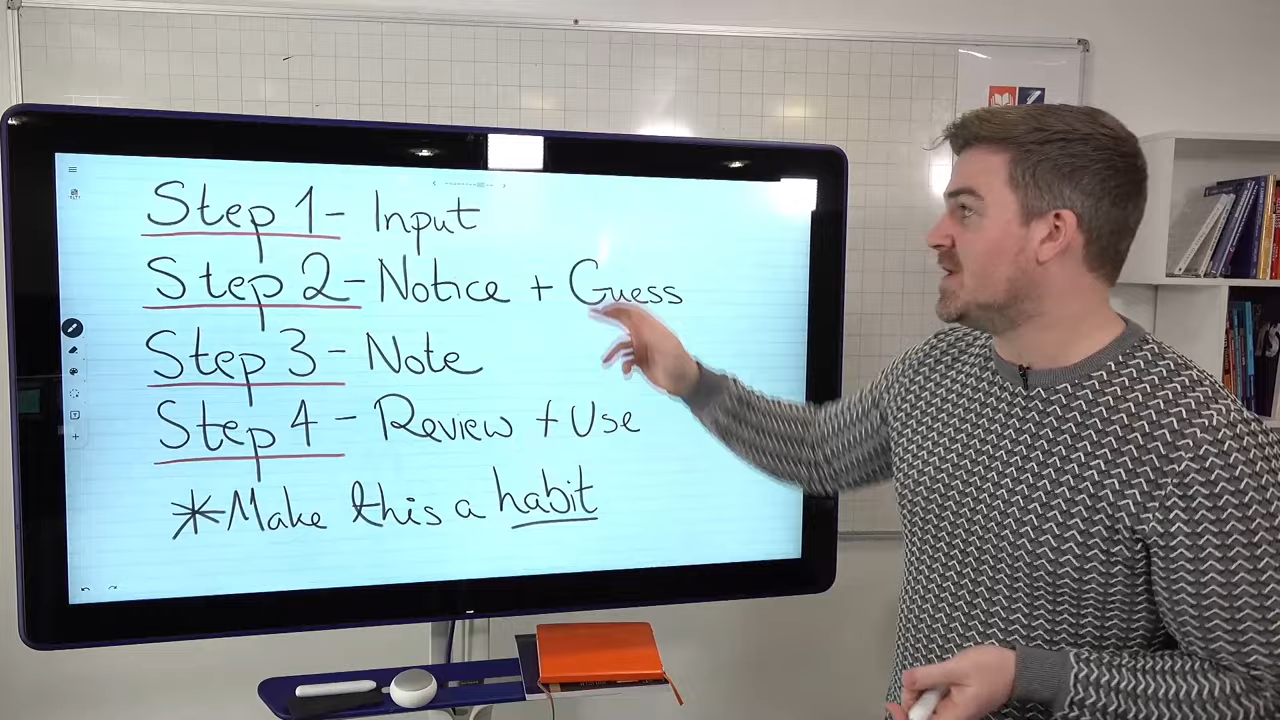 Step 1- Input
Step 2- Notice + Guess
Step 3- Note
Step 4- Review + Use
*Make this a habit